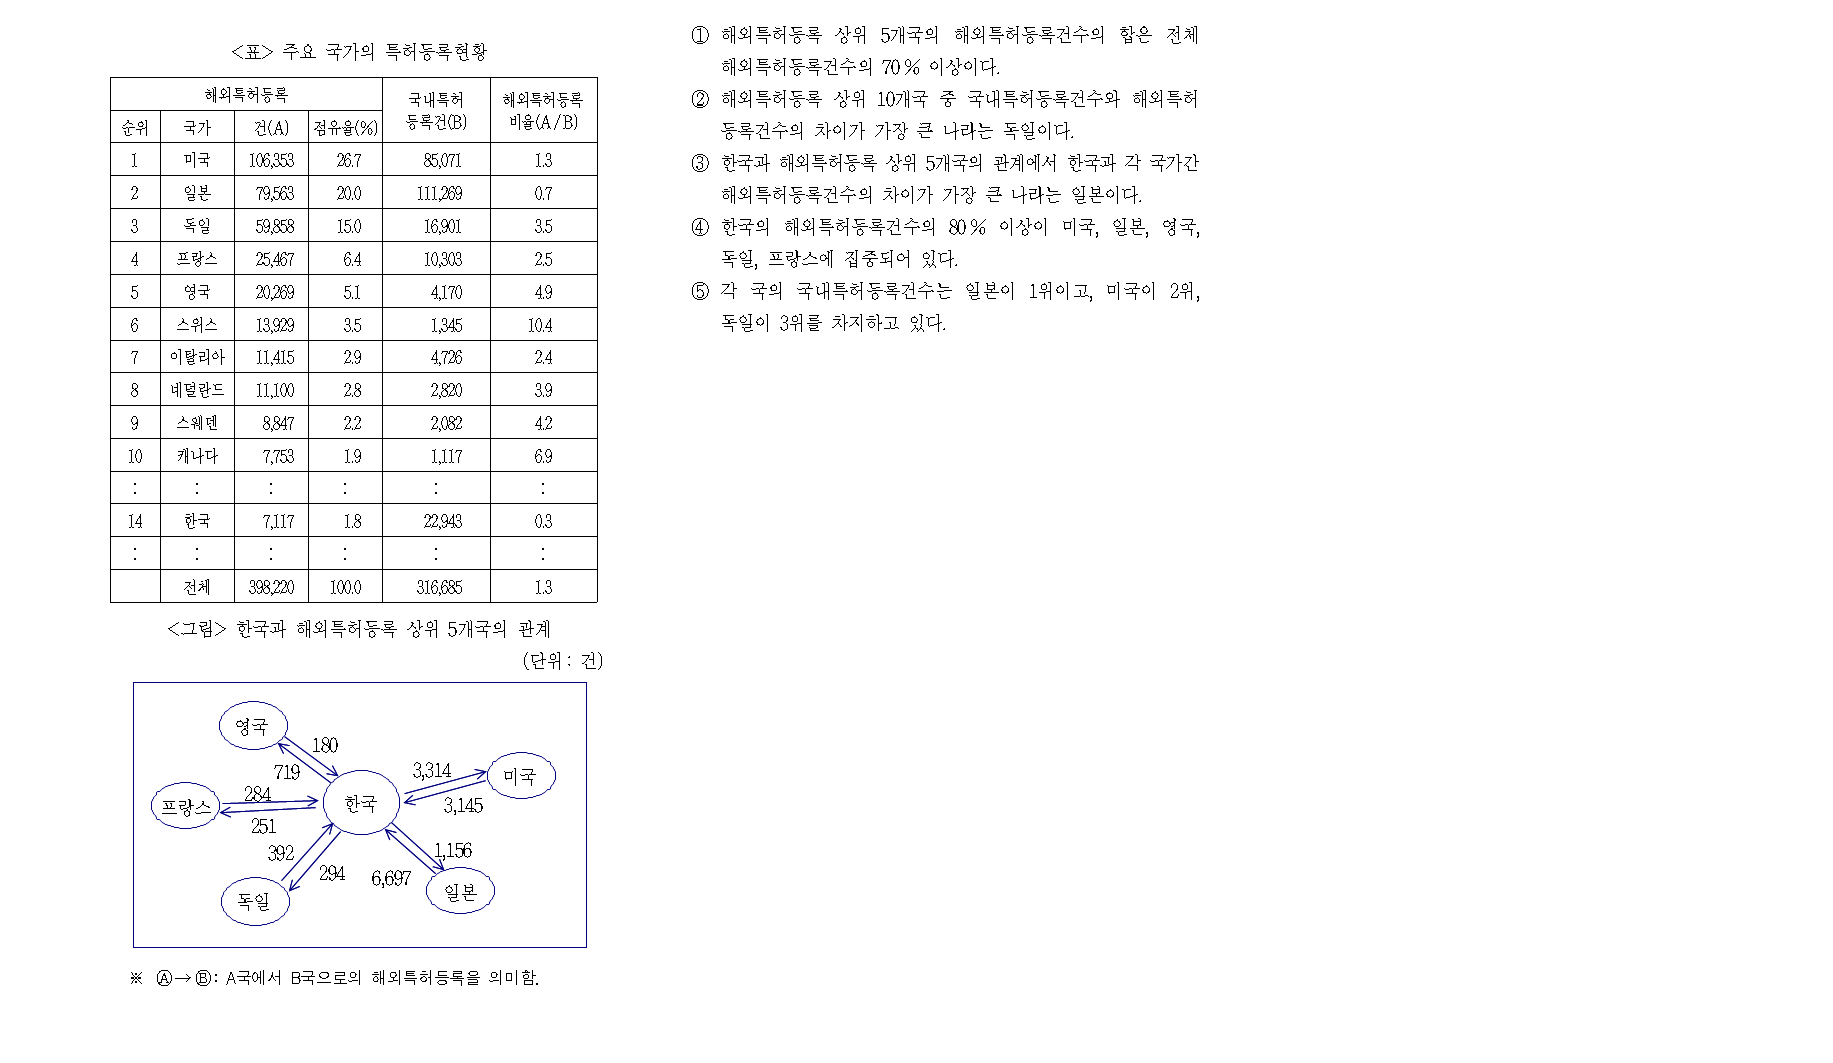 <표> 주요 국가의 특허등록현황
해외특허등록 국내특허 등록건(B) 해외특허등록 비율(A/B)
순위 국가 건(A) 점유율(%)
1 미국 106,353 26.7 85,071 1.3
2 일본 79,563 20.0 111,269 0.7
3 독일 59,858 15.0 16,901 3.5
4 프랑스 25,467 6.4 10,303 2.5
5 영국 20,269 5.1 4,170 4.9
6 스위스 13,929 3.5 1,345 10.4
7 이탈리아 11,415 2.9 4,726 2.4
8 네덜란드 11,100 2.8 2,820 3.9
9 스웨덴 8,847 2.2 2,082 4.2
10 캐나다 7,753 1.9 1,117 6.9
: : : : : :
14 한국 7,117 1.8 22,943 0.3
: : : : : :
전체 398,220 100.0 316,685 1.3
<그림> 한국과 해외특허등록 상위 5개국의 관계
(단위: 건)
영국
180
719
프랑스
284
251
한국
3,314
3,145
미국
392
294
독일
1,156
6,697
일본
※ Ⓐ→Ⓑ: A국에서 B국으로의 해외특허등록을 의미함.
① 해외특허등록 상위 5개국의 해외특허등록건수의 합은 전체
해외특허등록건수의 70% 이상이다.
② 해외특허등록 상위 10개국 중 국내특허등록건수와 해외특허
등록건수의 차이가 가장 큰 나라는 독일이다.
③ 한국과 해외특허등록 상위 5개국의 관계에서 한국과 각 국가간
해외특허등록건수의 차이가 가장 큰 나라는 일본이다.
④ 한국의 해외특허등록건수의 80% 이상이 미국, 일본, 영국,
독일, 프랑스에 집중되어 있다.
⑤ 각 국의 국내특허등록건수는 일본이 1위이고, 미국이 2위,
독일이 3위를 차지하고 있다.